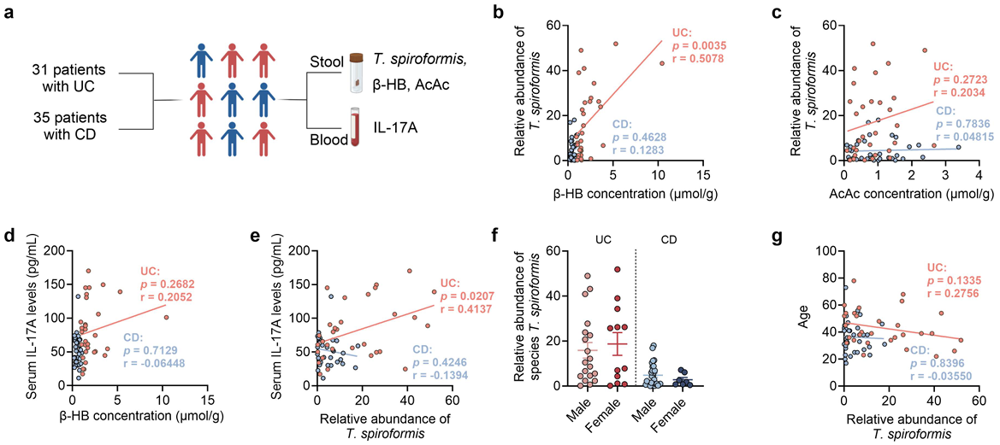 a
31 patients
with UC
35 patients
with CD
Stool
Blood
T. spiroformis,
β-HB, AcAc
IL-17A
b
Relative abundance of
T. spiroformis
60
40
20
0
0
5
10
15
β-HB concentration (μmol/g)
UC:
p = 0.0035
r = 0.5078
CD:
p = 0.4628
r = 0.1283
c
Relative abundance of
T. spiroformis
60
40
20
0
0
1
2
3
4
AcAc concentration (μmol/g)
UC:
p = 0.2723
r = 0.2034
CD:
p = 0.7836
r = 0.04815
d
Serum IL-17A levels (pg/mL)
200
150
100
50
0
0
5
10
15
β-HB concentration (μmol/g)
UC:
p = 0.2682
r = 0.2052
CD:
p = 0.7129
r = -0.06448
e
Serum IL-17A levels (pg/mL)
200
150
100
50
0
0
20
40
60
Relative abundance of
T. spiroformis
UC:
p = 0.0207
r = 0.4137
CD:
p = 0.4246
r = -0.1394
f
Relative abundance of
species T. spiroformis
60
40
20
0
UC
CD
Male
Female
Male
Female
g
Age
100
80
60
40
20
0
0
20
40
60
Relative abundance of
T. spiroformis
UC:
p = 0.1335
r = 0.2756
CD:
p = 0.8396
r = -0.03550